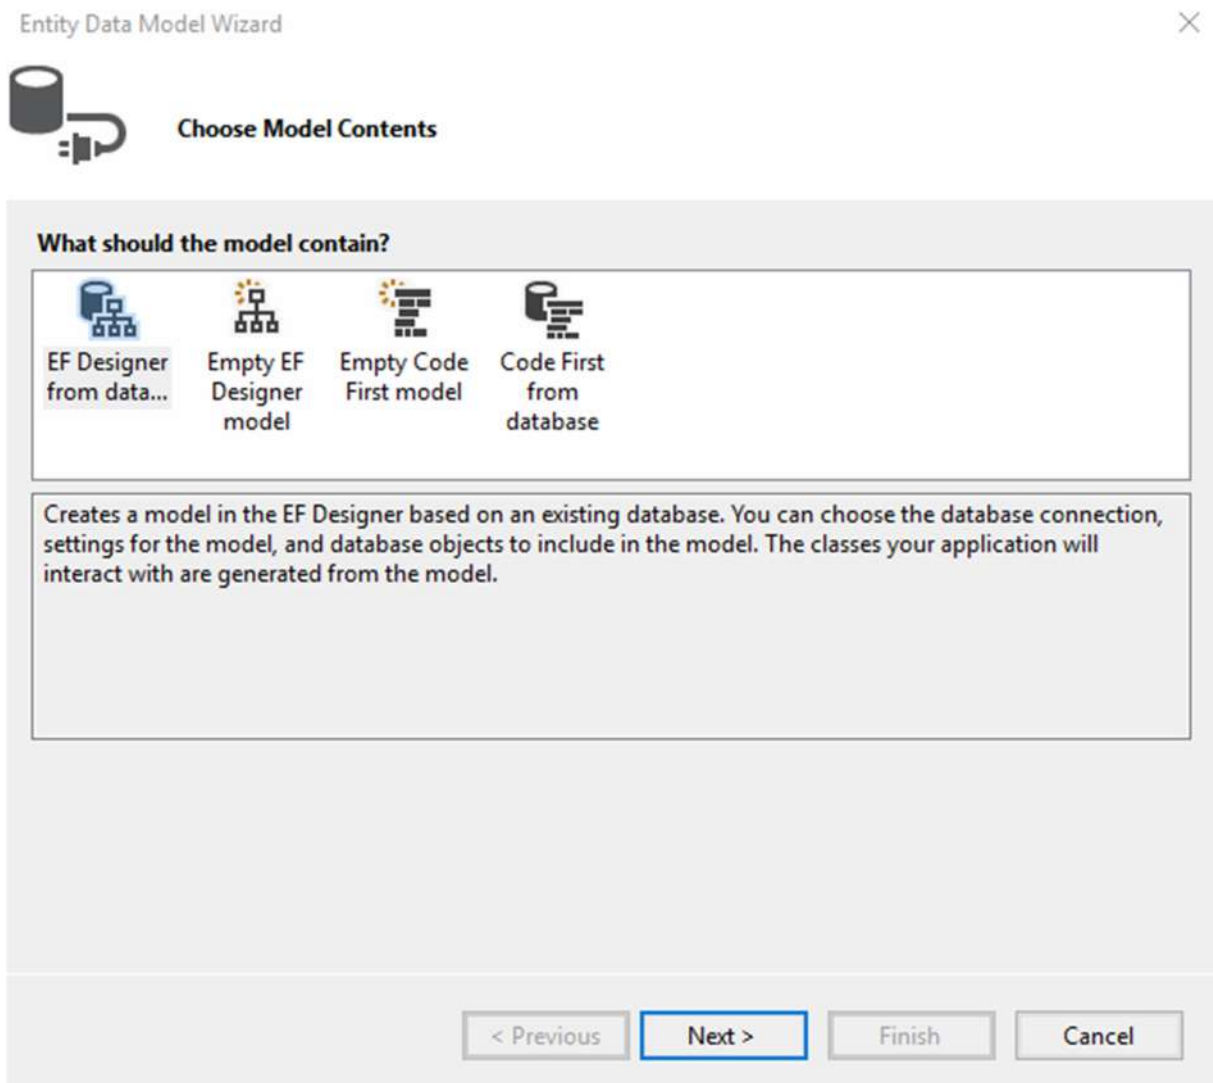 Entity Data Model Wizard
Choose Model Contents
What should the model contain?
EF Designer
from data...
Empty EF
Designer
model
Empty Code
First model
Code First
from
database
Creates a model in the EF Designer based on an existing database. You can choose the database connection,
settings for the model, and database objects to include in the model. The classes your application will
interact with are generated from the model.
< Previous
Next >
Finish
Cancel